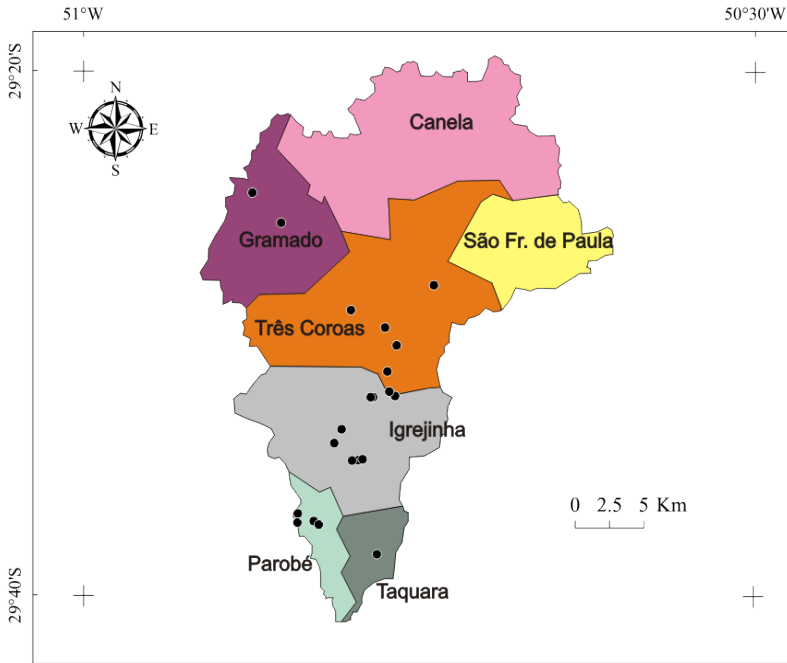 51°W
50°30'W
29°20'S
N
W
E
S
Canela
Gramado
São Fr. de Paula
Três Coroas
Igrejinha
0 2.5 5 Km
Parobé
Taquara
29°40'S